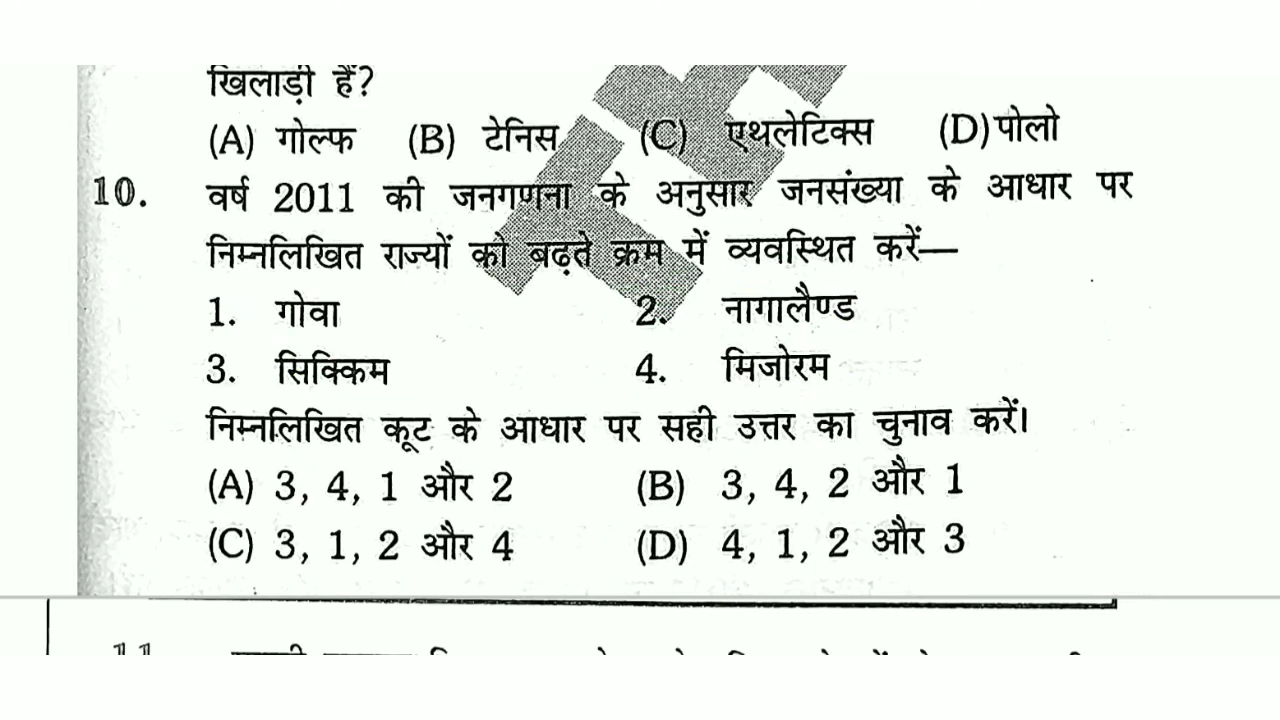 खिलाड़ी हैं?
(A) गोल्फ (B) टेनिस (C) एथलेटिक्स (D) पोलो
10. वर्ष 2011 की जनगणना के अनुसार जनसंख्या के आधार पर
निम्नलिखित राज्यों को बढ़ते क्रम में व्यवस्थित करें—
1. गोवा 2. नागालैण्ड
3. सिक्किम 4. मिजोरम
निम्नलिखित कूट के आधार पर सही उत्तर का चुनाव करें।
(A) 3, 4, 1 और 2 (B) 3, 4, 2 और 1
(C) 3, 1, 2 और 4 (D) 4, 1, 2 और 3
11